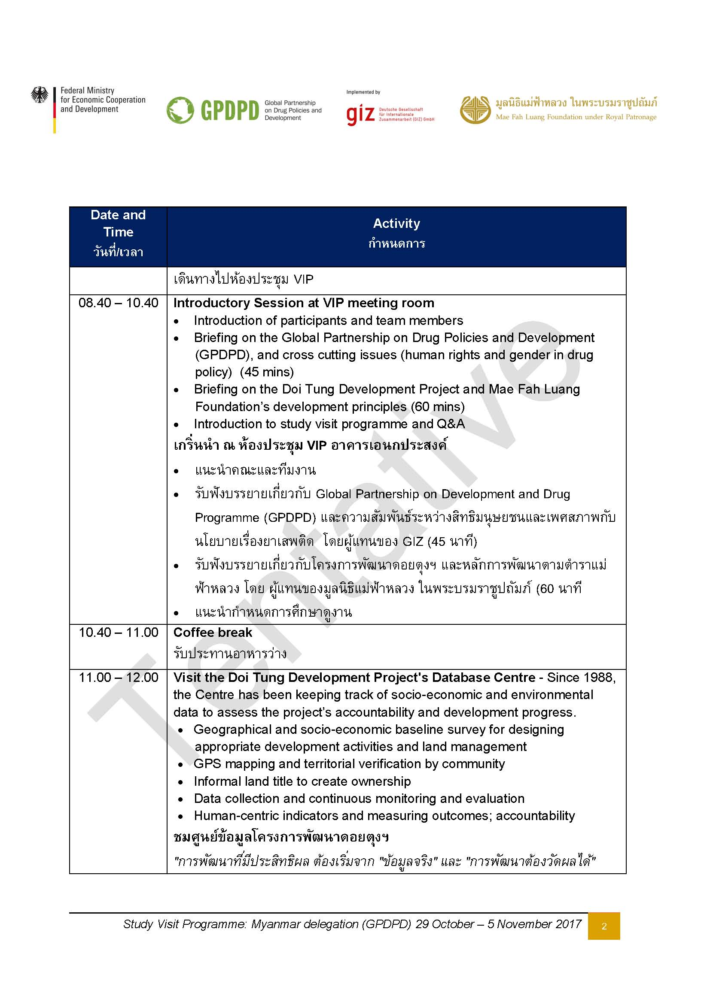 Federal Ministry
for Economic Cooperation
and Development
GPDPD
Global Partnership
on Drug Policies and
Development
Implemented by
giz
Deutsche Gesellschaft
für Internationale
Zusammenarbeit (GIZ) GmbH
มูลนิธิแม่ฟ้าหลวง ในพระบรมราชูปถัมภ์
Mae Fah Luang Foundation under Royal Patronage
Date and
Time
วันที่/เวลา
Activity
กำหนดการ
เดินทางไปห้องประชุม VIP
08.40 – 10.40
Introductory Session at VIP meeting room
• Introduction of participants and team members
• Briefing on the Global Partnership on Drug Policies and Development
(GPDPD), and cross cutting issues (human rights and gender in drug
policy)  (45 mins)
• Briefing on the Doi Tung Development Project and Mae Fah Luang
Foundation’s development principles (60 mins)
• Introduction to study visit programme and Q&A
เกริ่นนำ ณ ห้องประชุม VIP อาคารเอนกประสงค์
• แนะนำคณะและทีมงาน
• รับฟังบรรยายเกี่ยวกับ Global Partnership on Development and Drug
Programme (GPDPD) และความสัมพันธ์ระหว่างสิทธิมนุษยชนและเพศสภาพกับ
นโยบายเรื่องยาเสพติด  โดยผู้แทนของ GIZ (45 นาที)
• รับฟังบรรยายเกี่ยวกับโครงการพัฒนาดอยตุงฯ และหลักการพัฒนาตามตำราแม่
ฟ้าหลวง โดย ผู้แทนของมูลนิธิแม่ฟ้าหลวง ในพระบรมราชูปถัมภ์ (60 นาที
• แนะนำกำหนดการศึกษาดูงาน
10.40 – 11.00
Coffee break
รับประทานอาหารว่าง
11.00 – 12.00
Visit the Doi Tung Development Project's Database Centre - Since 1988,
the Centre has been keeping track of socio-economic and environmental
data to assess the project’s accountability and development progress.
• Geographical and socio-economic baseline survey for designing
appropriate development activities and land management
• GPS mapping and territorial verification by community
• Informal land title to create ownership
• Data collection and continuous monitoring and evaluation
• Human-centric indicators and measuring outcomes; accountability
ชมศูนย์ข้อมูลโครงการพัฒนาดอยตุงฯ
"การพัฒนาที่มีประสิทธิผล ต้องเริ่มจาก "ข้อมูลจริง" และ "การพัฒนาต้องวัดผลได้"
Tentative
Study Visit Programme: Myanmar delegation (GPDPD) 29 October – 5 November 2017
2